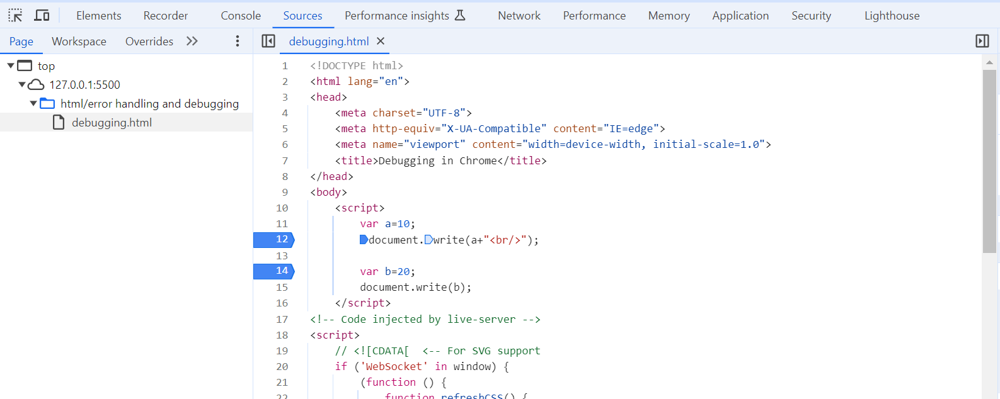 Elements Recorder Console Sources Performance insights Network Performance Memory Application Security Lighthouse
Page Workspace Overrides
debugging.html
top
127.0.0.1:5500
html/error handling and debugging
debugging.html
1 <!DOCTYPE html>
2 <html lang="en">
3 <head>
4 <meta charset="UTF-8">
5 <meta http-equiv="X-UA-Compatible" content="IE=edge">
6 <meta name="viewport" content="width=device-width, initial-scale=1.0">
7 <title>Debugging in Chrome</title>
8 </head>
9 <body>
10 <script>
11 var a=10;
12 document.write(a+"<br/>");
13
14 var b=20;
15 document.write(b);
16 </script>
17 <!-- Code injected by live-server -->
18 <script>
19 // <![CDATA[  <-- For SVG support
20 if ('WebSocket' in window) {
21 (function () {
22 function refreshCSS() {